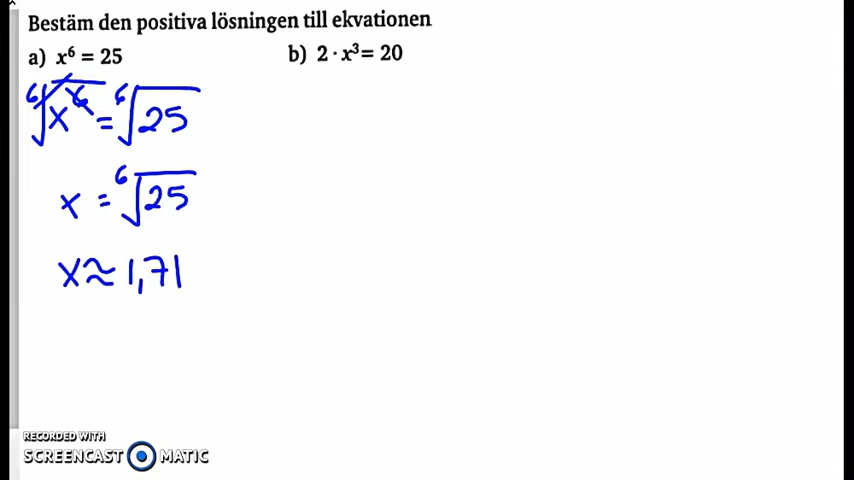 Bestäm den positiva lösningen till ekvationen
a) x⁶ = 25
b) 2 · x³= 20
⁶√x⁶ = ⁶√25
x = ⁶√25
x ≈ 1,71
RECORDED WITH
SCREENCAST MATIC